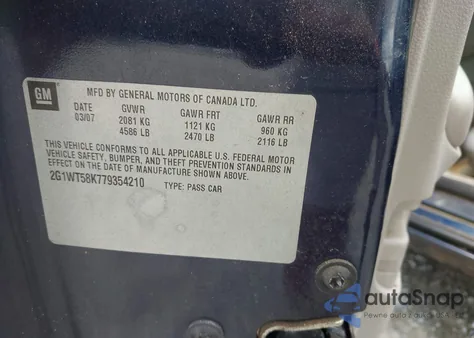 GM
MFD BY GENERAL MOTORS OF CANADA LTD.
DATE GVWR GAWR FRT GAWR RR
03/07 2081 KG 1121 KG 960 KG
4586 LB 2470 LB 2116 LB
THIS VEHICLE CONFORMS TO ALL APPLICABLE U.S. FEDERAL MOTOR
VEHICLE SAFETY, BUMPER, AND THEFT PREVENTION STANDARDS IN
EFFECT ON THE DATE OF MANUFACTURE SHOWN ABOVE.
2G1WT58K779354210 TYPE: PASS CAR
autoSnap
Pewne auto z